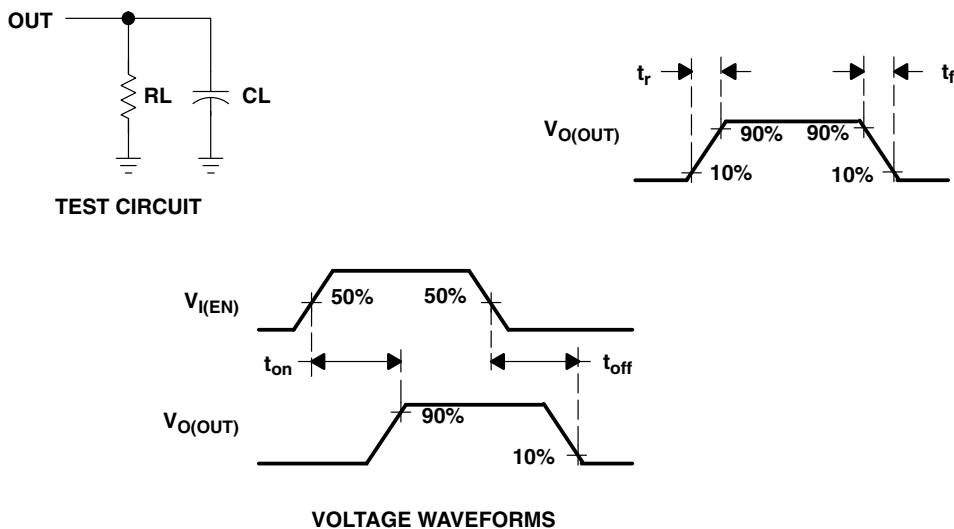 OUT
RL
CL
TEST CIRCUIT
tr
tf
VO(OUT)
90%
90%
10%
10%
VI(EN)
50%
50%
ton
toff
VO(OUT)
90%
10%
VOLTAGE WAVEFORMS